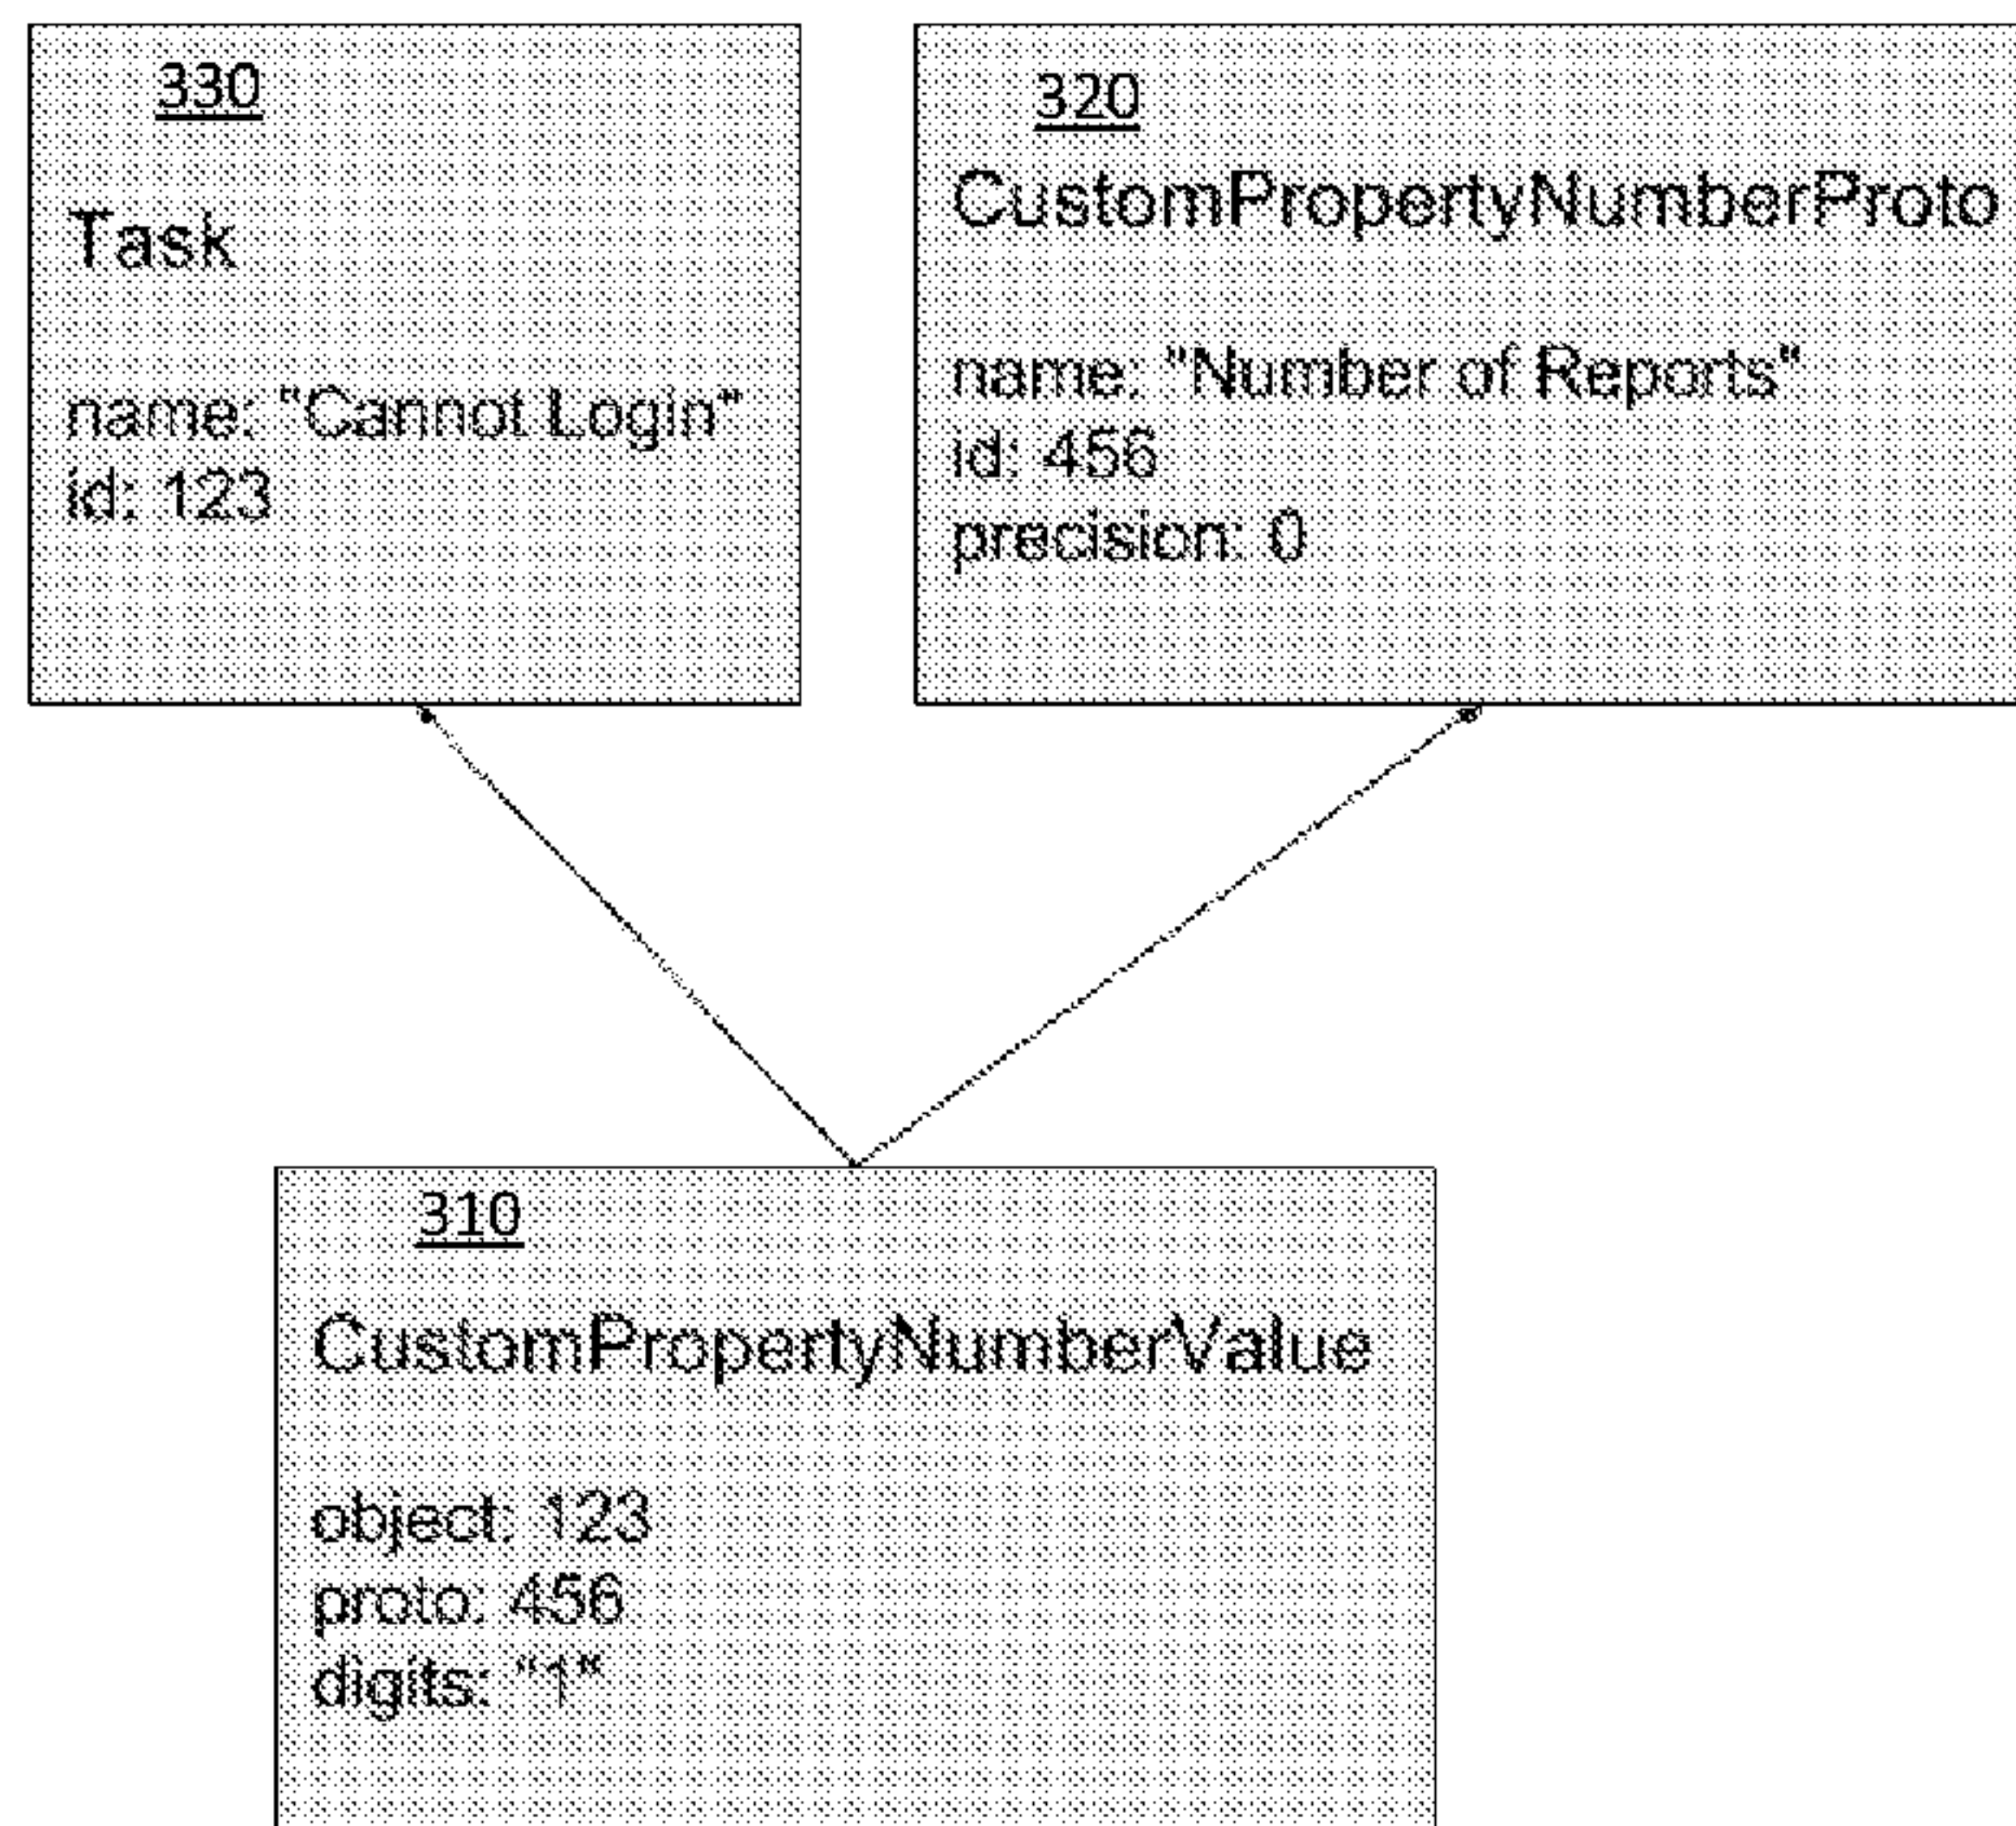 330
Task
name: "Cannot Login"
id: 123
320
CustomPropertyNumberProto
name: "Number of Reports"
id: 456
precision: 0
310
CustomPropertyNumberValue
object: 123
proto: 456
digits: "1"